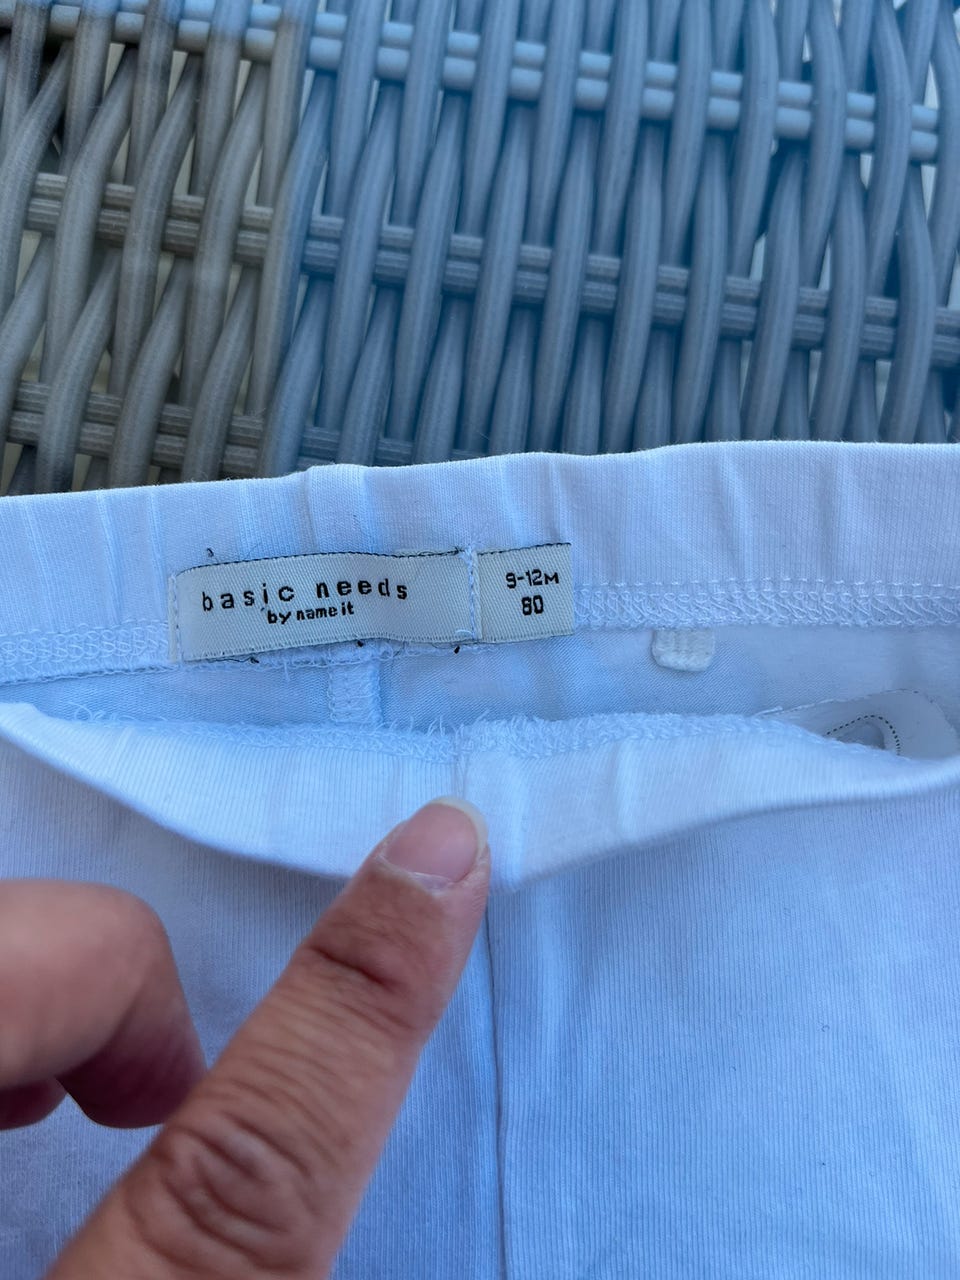 basic needs
by name it
9-12M
80